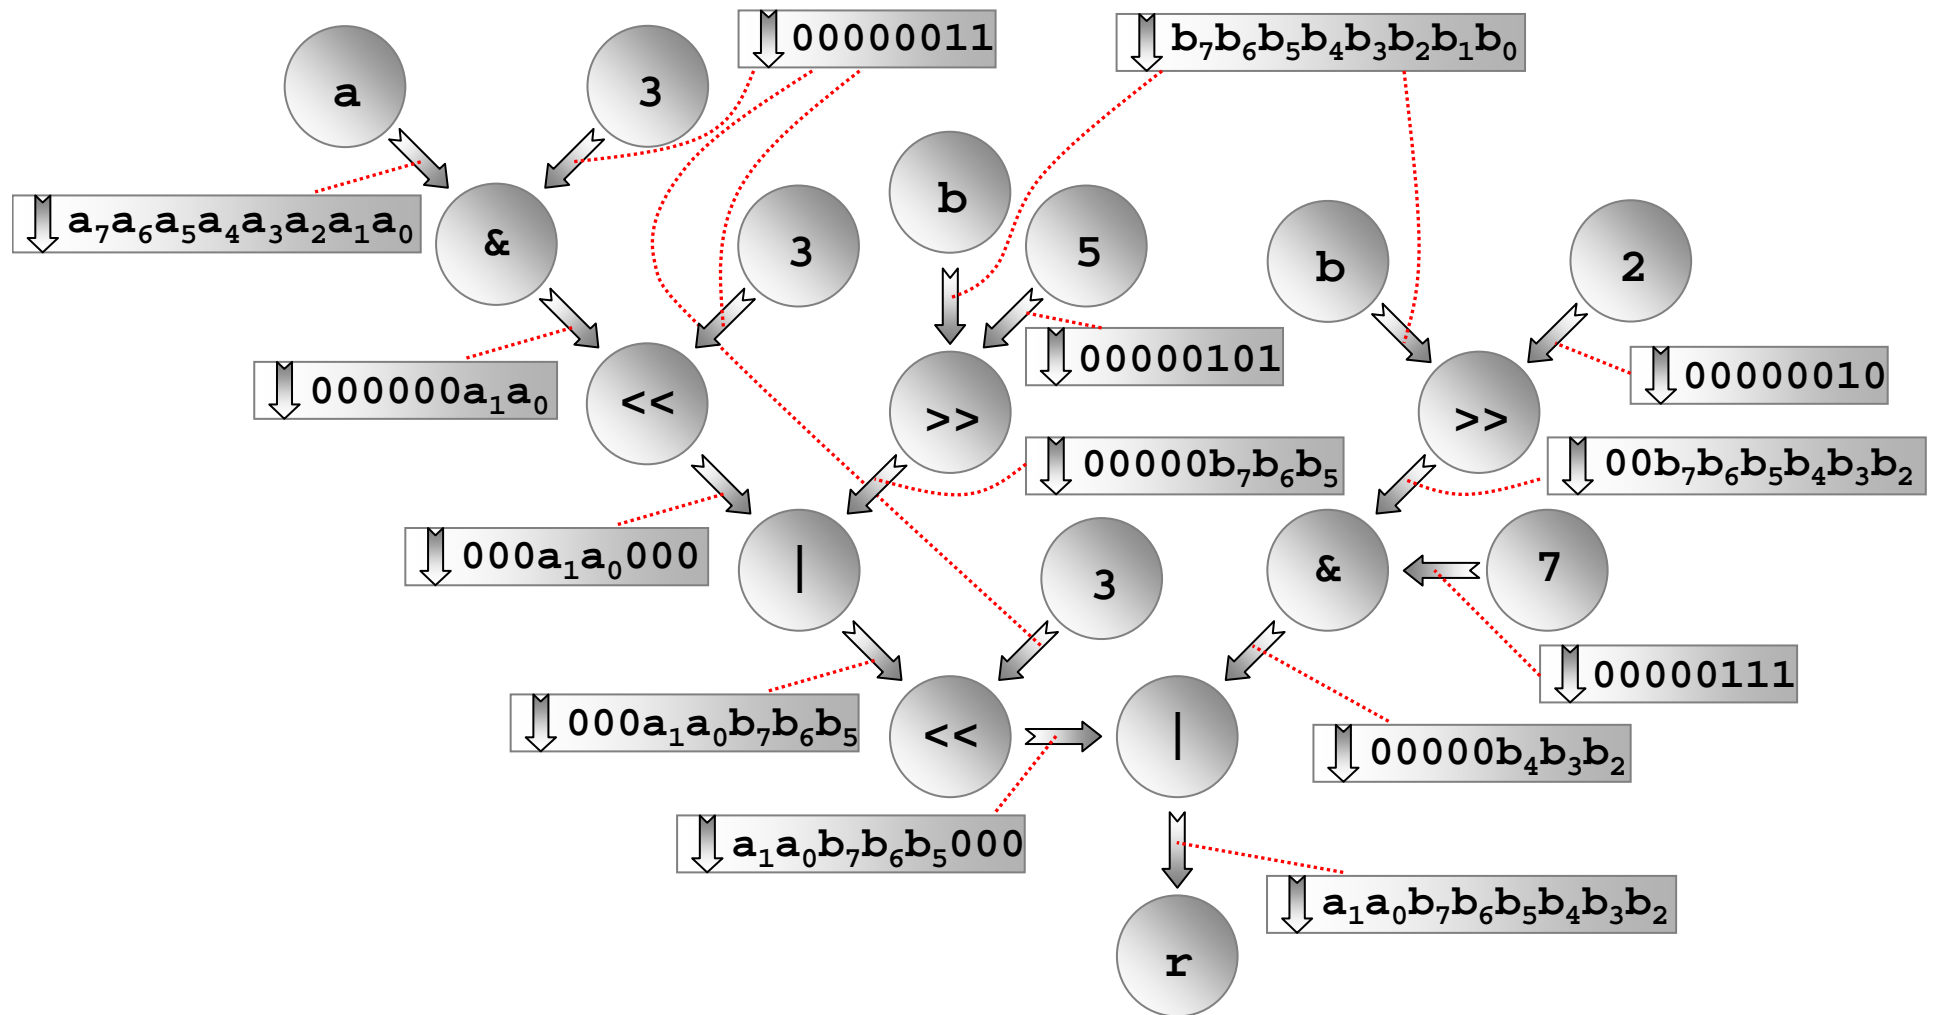 00000011
b₇b₆b₅b₄b₃b₂b₁b₀
a
3
b
a₇a₆a₅a₄a₃a₂a₁a₀
&
3
5
b
2
00000101
000000a₁a₀
<<
>>
>>
00000010
00000b₇b₆b₅
00b₇b₆b₅b₄b₃b₂
000a₁a₀000
|
3
&
7
00000111
000a₁a₀b₇b₆b₅
<<
|
00000b₄b₃b₂
a₁a₀b₇b₆b₅000
a₁a₀b₇b₆b₅b₄b₃b₂
r